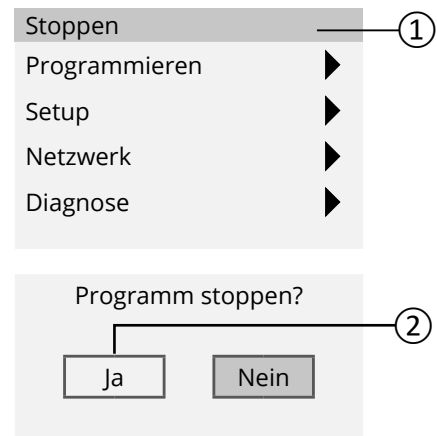 Stoppen
1
Programmieren
Setup
Netzwerk
Diagnose
Programm stoppen?
2
Ja Nein